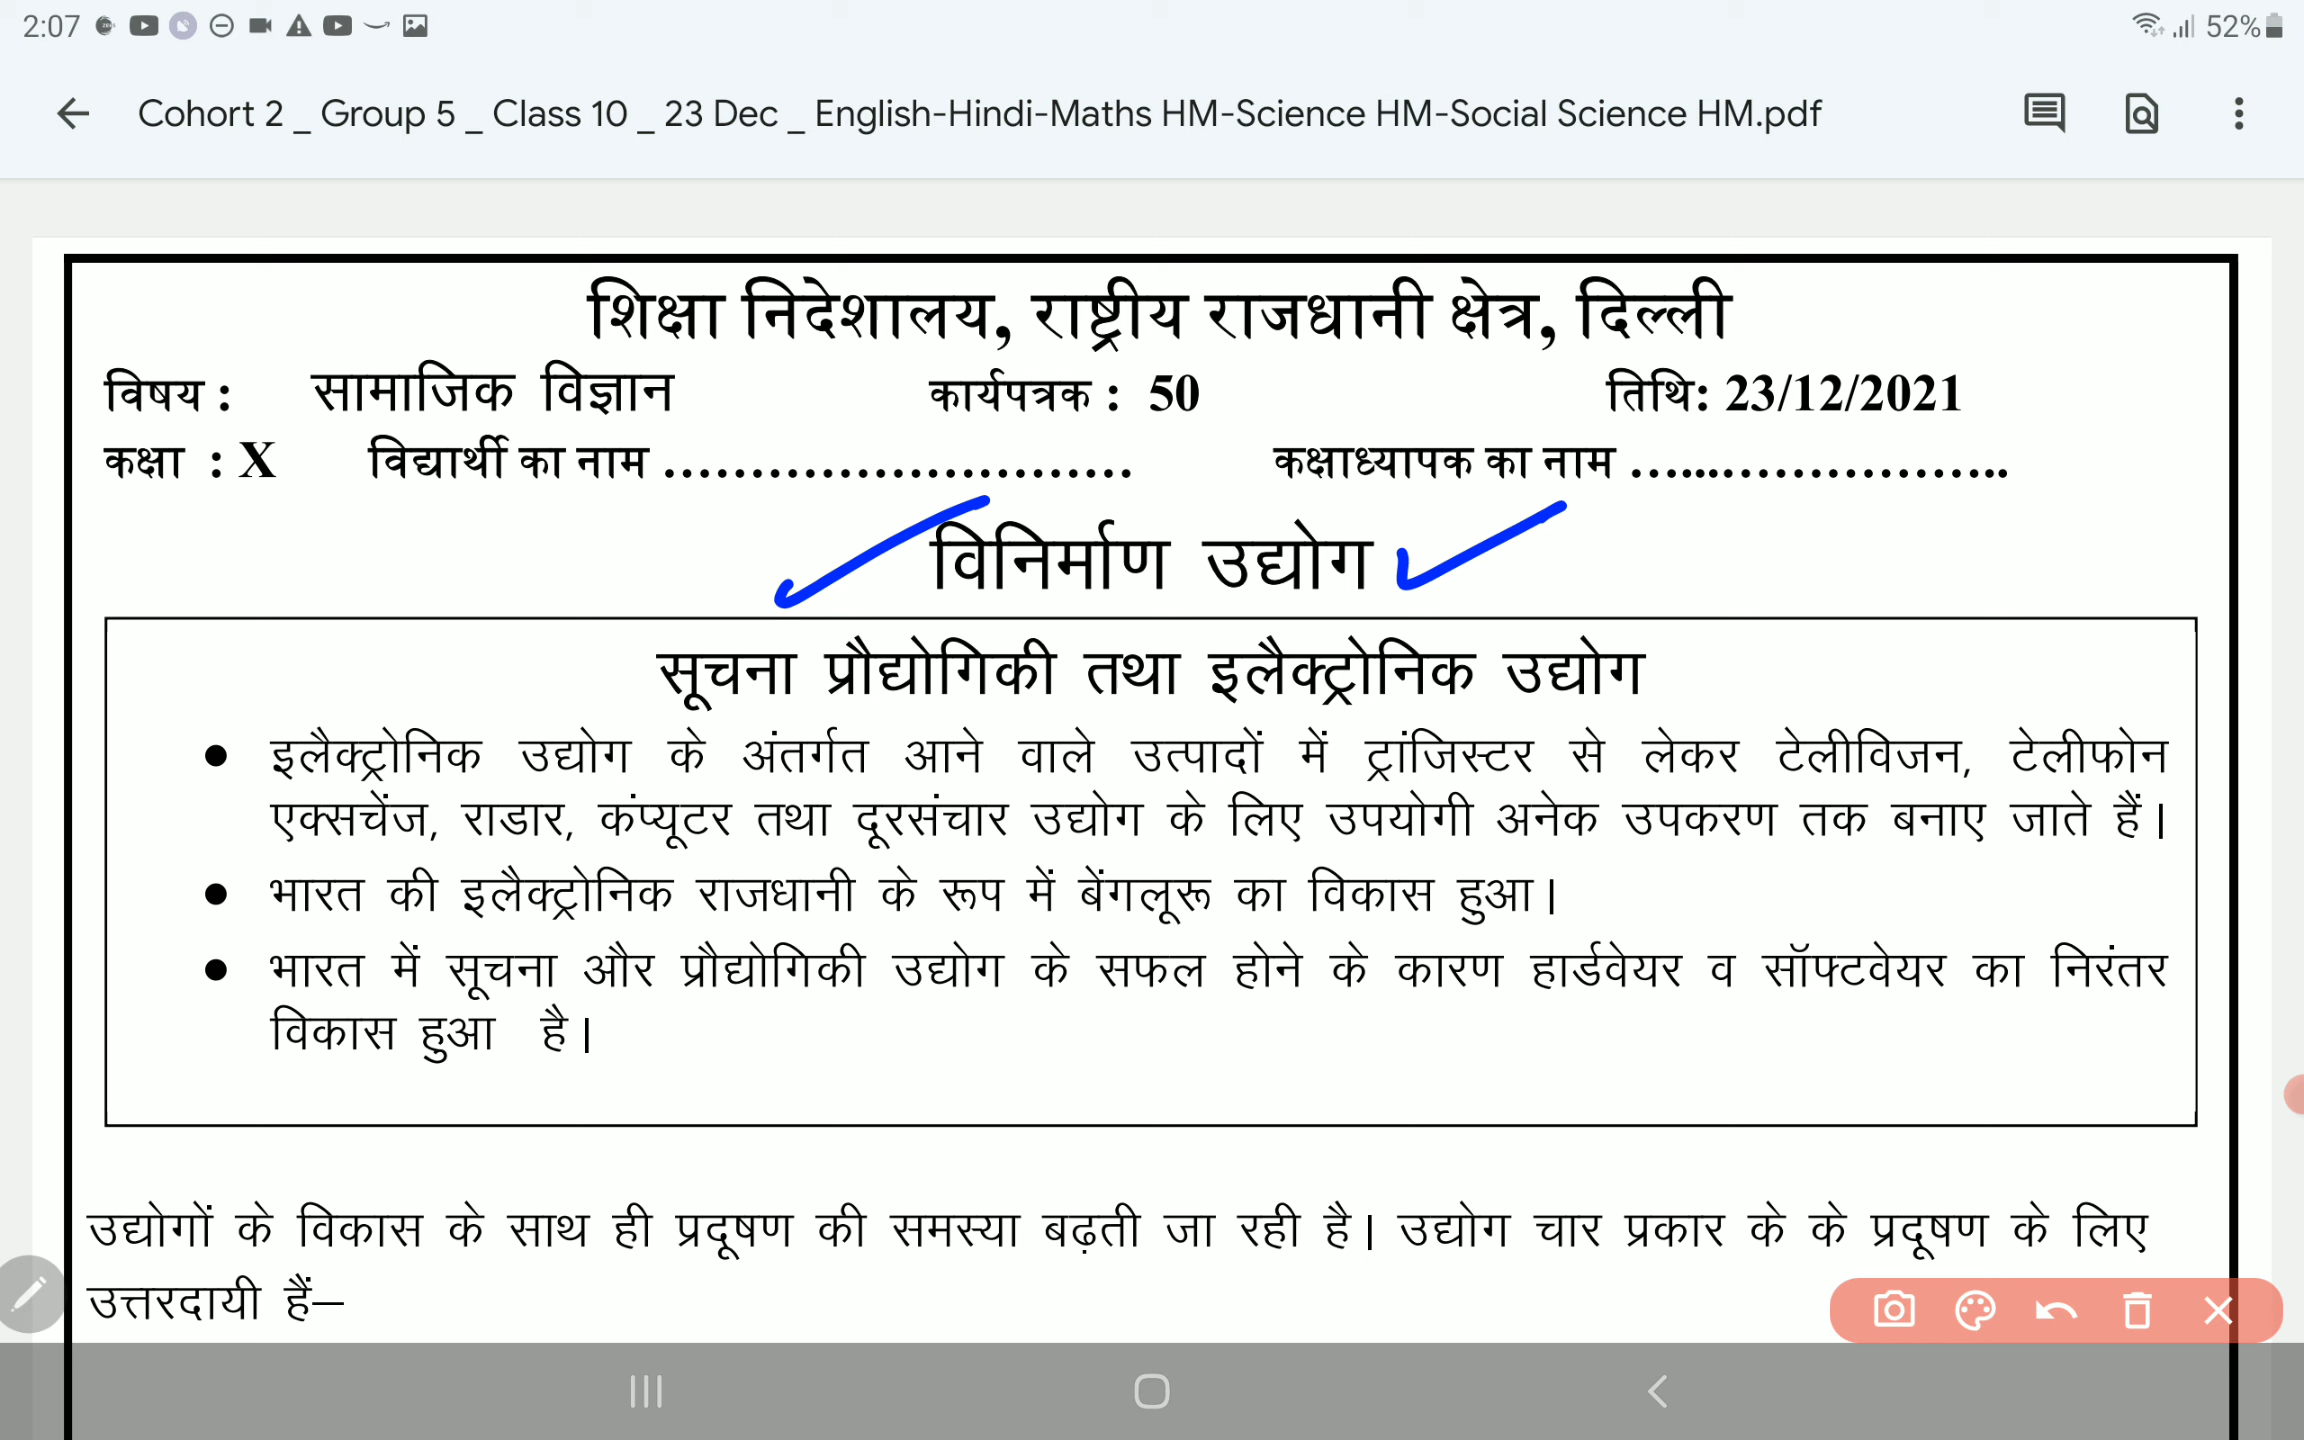 2:07
52%
Cohort 2 _ Group 5 _ Class 10 _ 23 Dec _ English-Hindi-Maths HM-Science HM-Social Science HM.pdf
शिक्षा निदेशालय, राष्ट्रीय राजधानी क्षेत्र, दिल्ली
विषय : सामाजिक विज्ञान कार्यपत्रक : 50 तिथि: 23/12/2021
कक्षा : X विद्यार्थी का नाम ........................... कक्षाध्यापक का नाम ........................
विनिर्माण उद्योग
सूचना प्रौद्योगिकी तथा इलैक्ट्रोनिक उद्योग
● इलैक्ट्रोनिक उद्योग के अंतर्गत आने वाले उत्पादों में ट्रांजिस्टर से लेकर टेलीविजन, टेलीफोन
एक्सचेंज, राडार, कंप्यूटर तथा दूरसंचार उद्योग के लिए उपयोगी अनेक उपकरण तक बनाए जाते हैं।
● भारत की इलैक्ट्रोनिक राजधानी के रूप में बेंगलूरू का विकास हुआ।
● भारत में सूचना और प्रौद्योगिकी उद्योग के सफल होने के कारण हार्डवेयर व सॉफ्टवेयर का निरंतर
विकास हुआ है।
उद्योगों के विकास के साथ ही प्रदूषण की समस्या बढ़ती जा रही है। उद्योग चार प्रकार के के प्रदूषण के लिए
उत्तरदायी हैं–